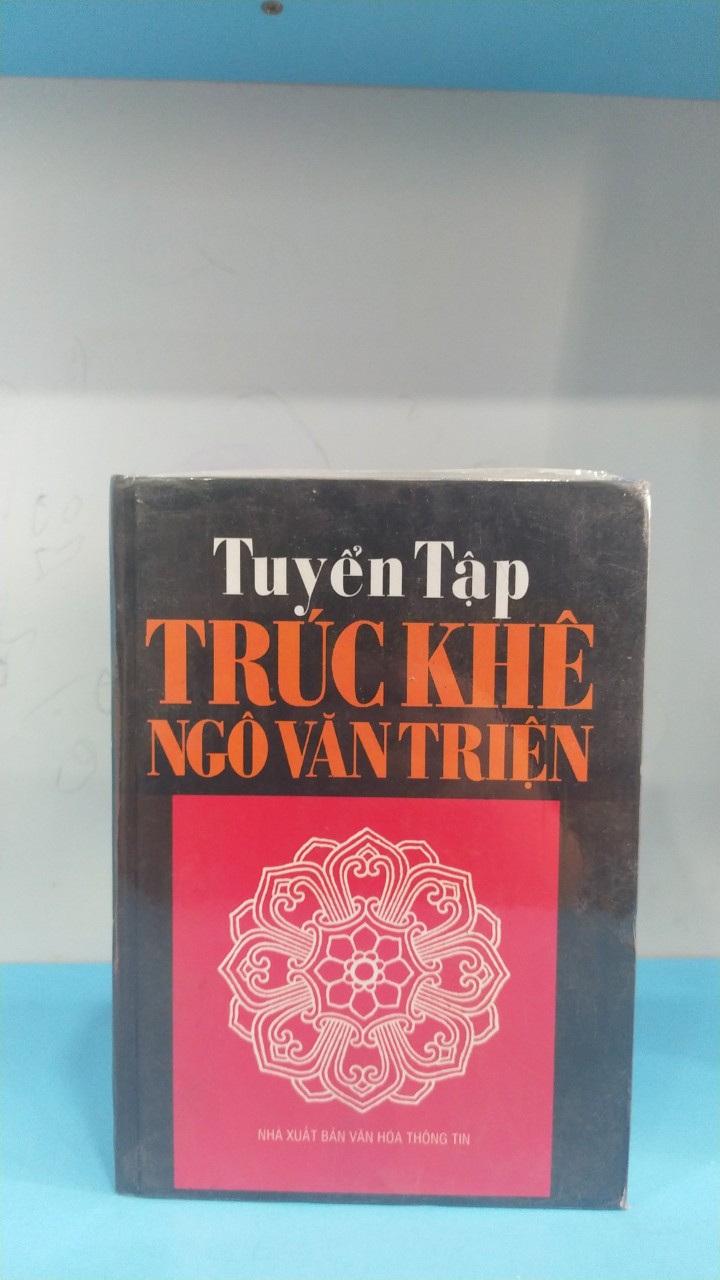 Tuyển Tập
TRÚC KHÊ
NGÔ VĂN TRIỆN
NHÀ XUẤT BẢN VĂN HÓA THÔNG TIN